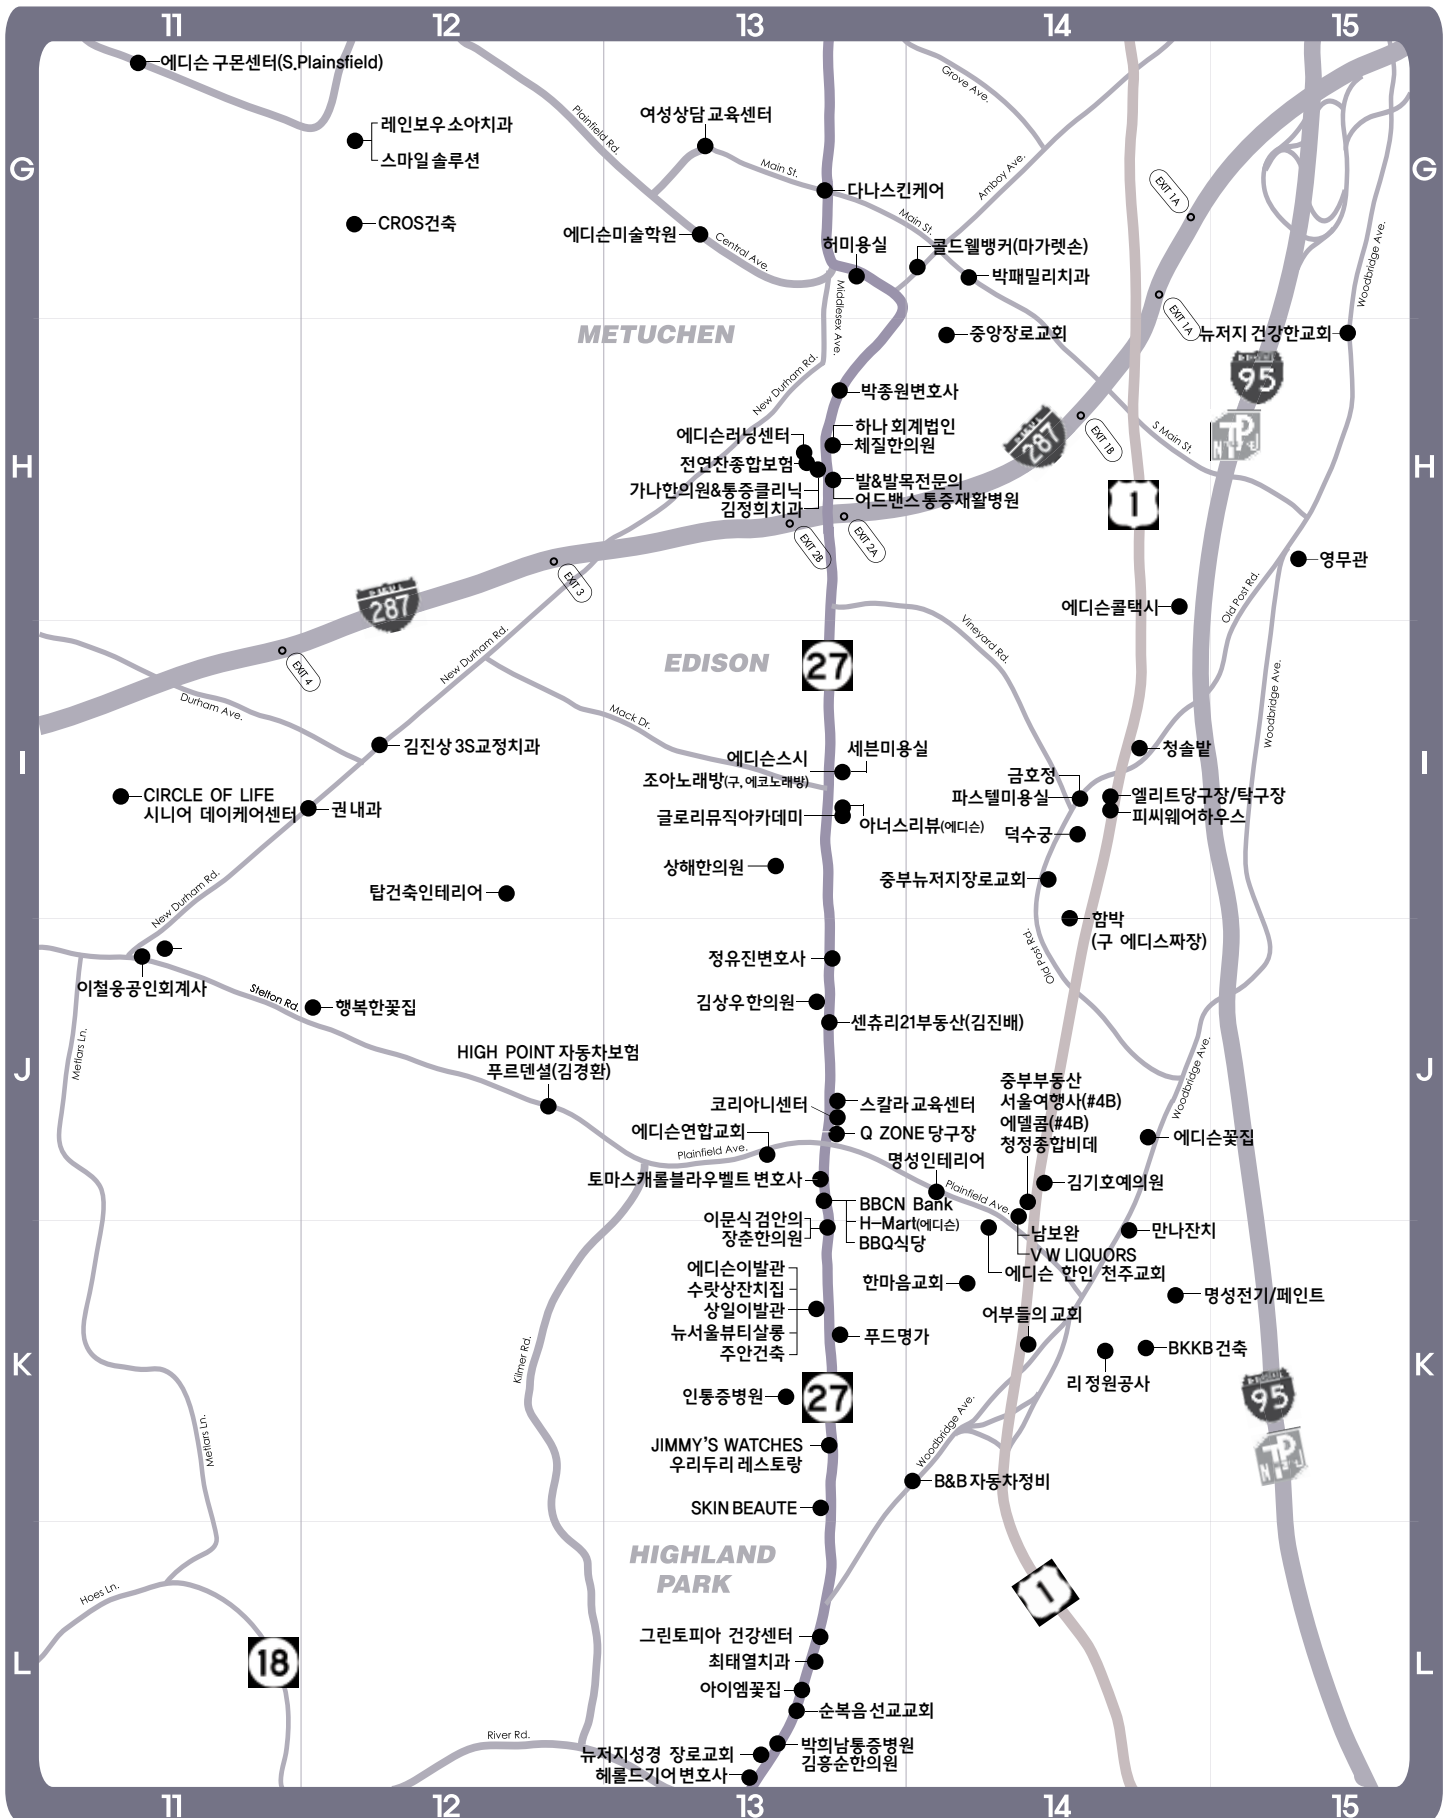 11
12
13
14
15
에디슨 구몬센터(S.Plainsfield)
레인보우 소아치과
스마일 솔루션
CROS건축
Plainfield Rd.
여성상담 교육센터
Main St.
다나스킨케어
Grove Ave.
Amboy Ave.
Main St.
EXIT 1A
G
G
에디슨미술학원
Central Ave.
허미용실
콜드웰뱅커(마가렛손)
박패밀리치과
Woodbridge Ave.
Middlesex Ave.
METUCHEN
중앙장로교회
EXIT 1A
뉴저지 건강한교회
95
New Durham Rd.
박종원변호사
에디슨러닝센터
하나 회계법인
체질한의원
전연찬종합보험
발&발목전문의
가나한의원&통증클리닉
어드밴스통증재활병원
김정희치과
287
EXIT 1B
S Main St.
H
H
1
EXIT 2B
EXIT 2A
EXIT 3
287
영무관
에디슨콜택시
Old Post Rd.
Vineyard Rd.
EXIT 4
New Durham Rd.
EDISON
27
Durham Ave.
Mack Dr.
Woodbridge Ave.
김진상 3S교정치과
에디슨스시
세븐미용실
청솔밭
I
I
조아노래방(구, 에코노래방)
금호정
파스텔미용실
엘리트당구장/탁구장
피씨웨어하우스
CIRCLE OF LIFE
시니어 데이케어센터
권내과
글로리뮤직아카데미
아너스리뷰(에디슨)
덕수궁
상해한의원
중부뉴저지장로교회
탑건축인테리어
New Durham Rd.
함박
(구 에디스짜장)
Old Post Rd.
이철웅공인회계사
정유진변호사
Stelton Rd.
행복한꽃집
김상우한의원
센츄리21부동산(김진배)
Metlars Ln.
HIGH POINT 자동차보험
푸르덴셜(김경환)
J
J
Woodbridge Ave.
중부부동산
서울여행사(#4B)
에델콤(#4B)
청정종합비데
코리아니센터
스칼라 교육센터
Q ZONE 당구장
에디슨연합교회
에디슨꽃집
Plainfield Ave.
명성인테리어
토마스캐롤블라우벨트 변호사
Plainfield Ave.
김기호예의원
BBCN Bank
H-Mart(에디슨)
BBQ식당
이문식 검안의
장춘한의원
남보완
V W LIQUORS
만나잔치
에디슨 한인 천주교회
에디슨이발관
수랏상잔치집
상일이발관
뉴서울뷰티살롱
주안건축
한마음교회
명성전기/페인트
어부들의 교회
푸드명가
BKKB 건축
리 정원공사
Kilmer Rd.
K
K
인통증병원
27
95
Metlars Ln.
JIMMY'S WATCHES
우리두리 레스토랑
Woodbridge Ave.
B&B 자동차정비
SKIN BEAUTE
HIGHLAND
PARK
Hoes Ln.
1
18
그린토피아 건강센터
최태열치과
아이엠꽃집
순복음선교교회
L
L
River Rd.
박희남통증병원
김흥순한의원
뉴저지성경 장로교회
헤롤드기어변호사
11
12
13
14
15